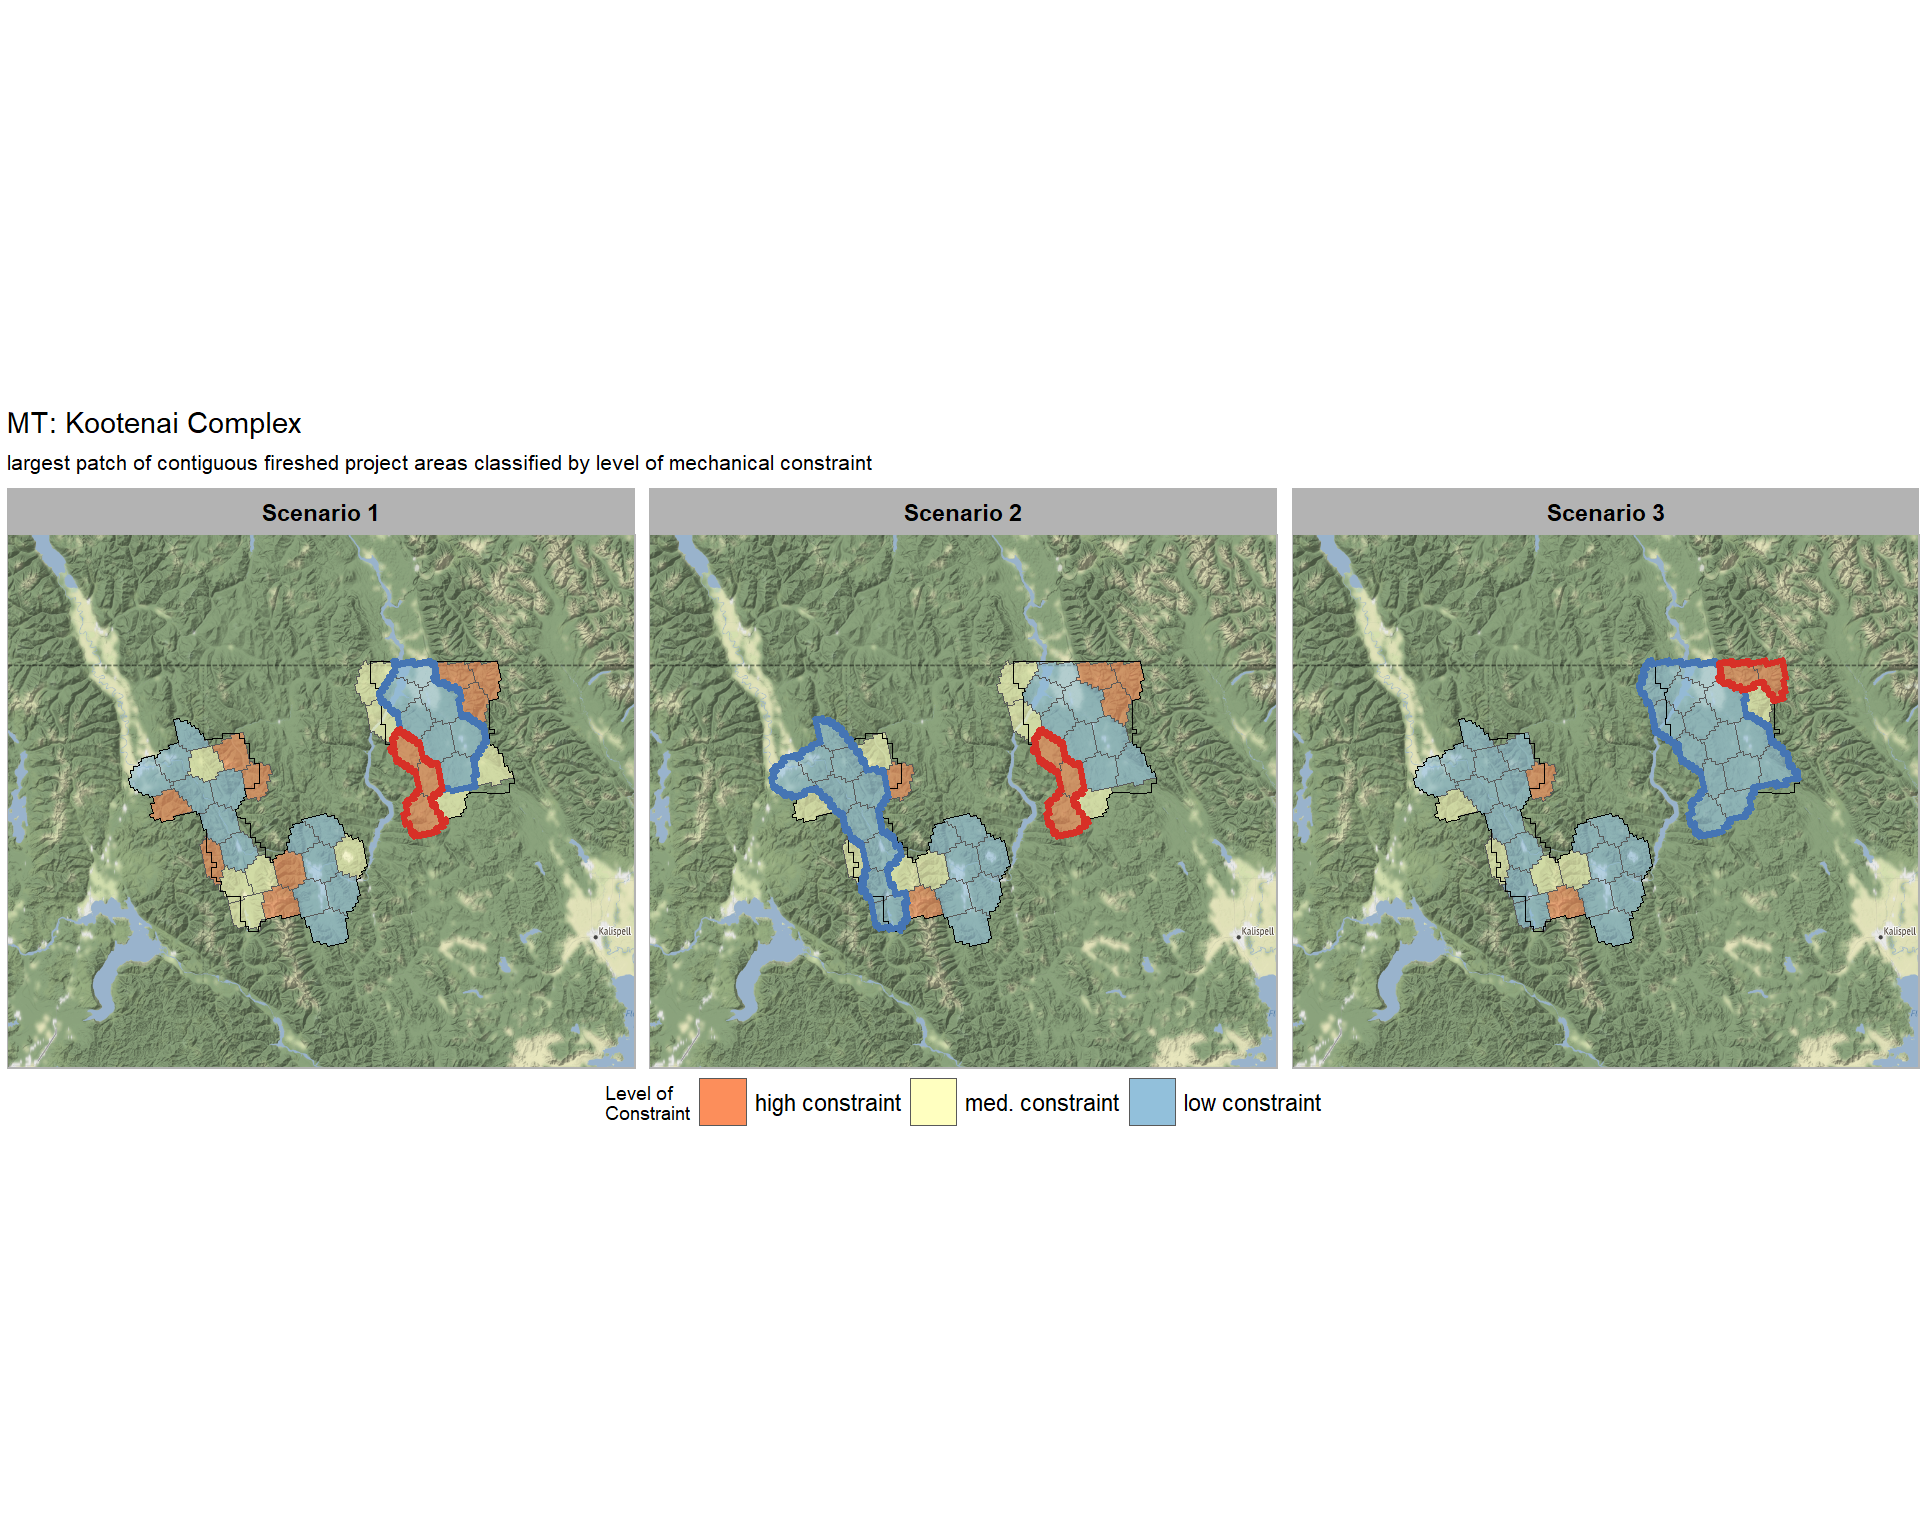 MT: Kootenai Complex
largest patch of contiguous fireshed project areas classified by level of mechanical constraint
Scenario 1
Scenario 2
Scenario 3
Kalispell
Kalispell
Kalispell
Level of
Constraint
high constraint
med. constraint
low constraint